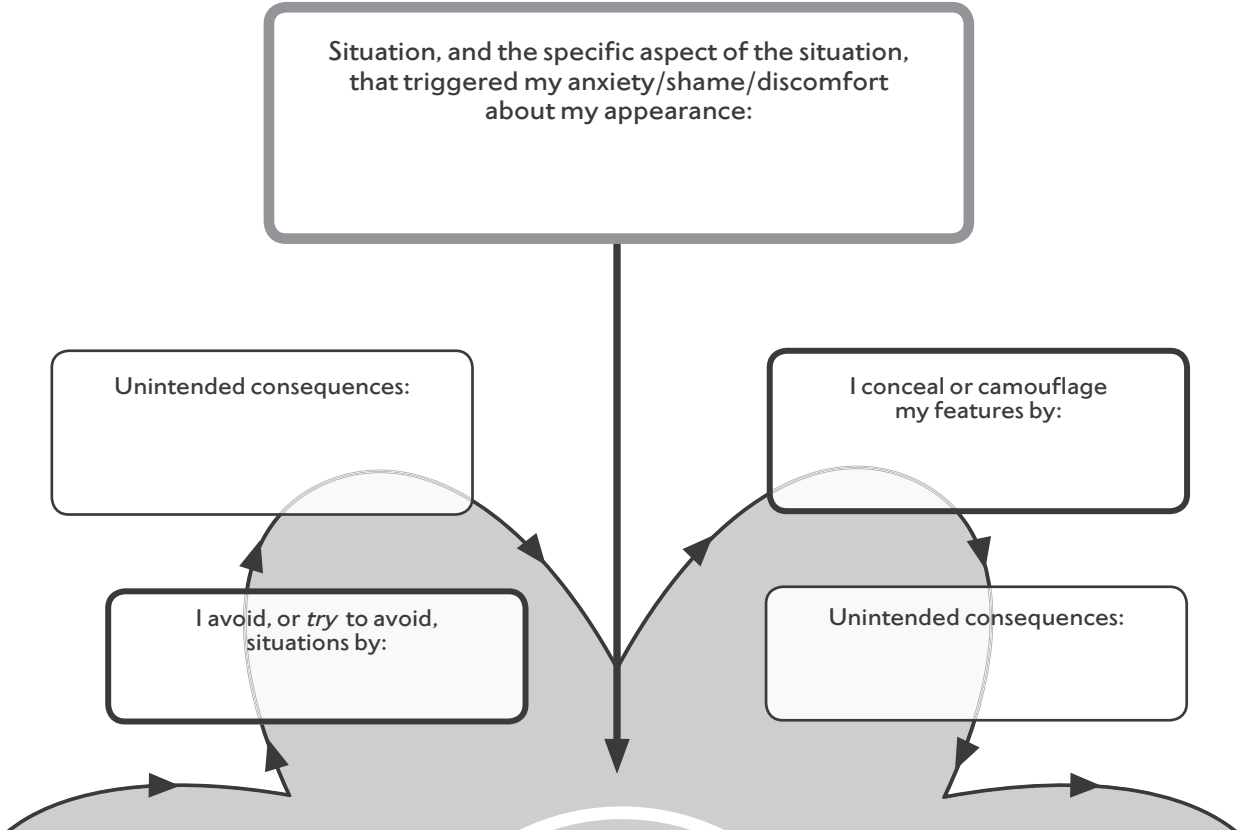 Situation, and the specific aspect of the situation,
that triggered my anxiety/shame/discomfort
about my appearance:
Unintended consequences:
I conceal or camouflage
my features by:
I avoid, or try to avoid,
situations by:
Unintended consequences: